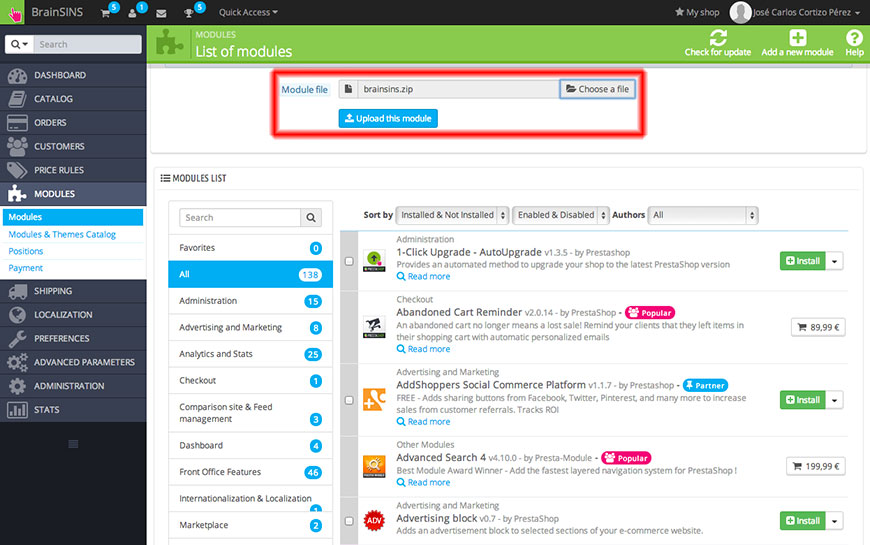 BrainSINS 5 1 5 Quick Access My shop José Carlos Cortizo Pérez
Search
MODULES
List of modules
Check for update Add a new module Help
DASHBOARD
CATALOG
ORDERS
CUSTOMERS
PRICE RULES
MODULES
Modules
Modules & Themes Catalog
Positions
Payment
SHIPPING
LOCALIZATION
PREFERENCES
ADVANCED PARAMETERS
ADMINISTRATION
STATS
Module file brainsins.zip Choose a file
Upload this module
MODULES LIST
Search
Favorites 0
All 138
Administration 15
Advertising and Marketing 8
Analytics and Stats 25
Checkout 1
Comparison site & Feed
management 3
Dashboard 4
Front Office Features 46
Internationalization & Localization
1
Marketplace 2
Sort by Installed & Not Installed Enabled & Disabled Authors All
Administration
1-Click Upgrade - AutoUpgrade v1.3.5 - by Prestashop
Provides an automated method to upgrade your shop to the latest PrestaShop version
Read more
Install
Checkout
Abandoned Cart Reminder v2.0.14 - by PrestaShop - Popular
An abandoned cart no longer means a lost sale! Remind your clients that they left items in
their shopping cart with automatic personalized emails
Read more
89,99 €
Advertising and Marketing
AddShoppers Social Commerce Platform v1.1.7 - by Prestashop - Partner
FREE - Adds sharing buttons from Facebook, Twitter, Pinterest, and many more to increase
sales from customer referrals. Tracks ROI
Read more
Install
Other Modules
Advanced Search 4 v4.10.0 - by Presta-Module - Popular
Best Module Award Winner - Add the fastest layered navigation system for PrestaShop !
Read more
199,99 €
Advertising and Marketing
ADV
Advertising block v0.7 - by PrestaShop
Adds an advertisement block to selected sections of your e-commerce website.
Install